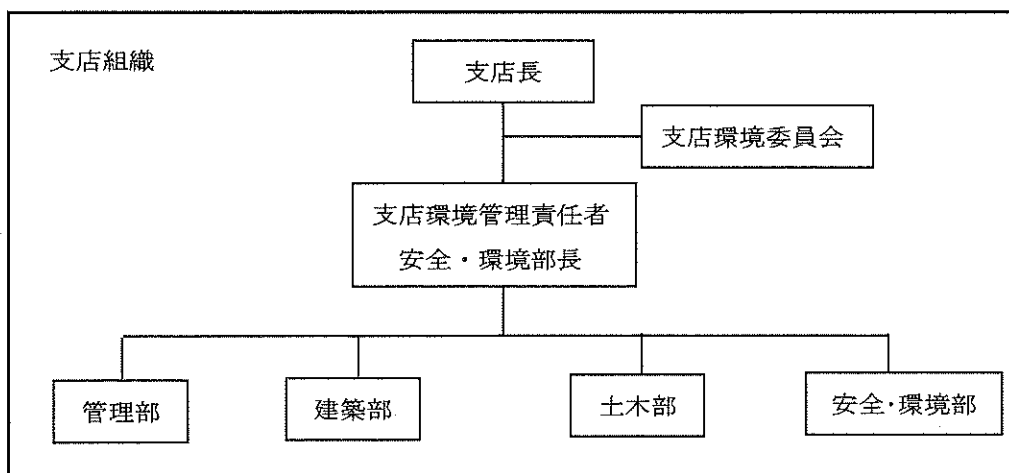 支店組織
支店長
支店環境委員会
支店環境管理責任者
安全・環境部長
管理部
建築部
土木部
安全・環境部